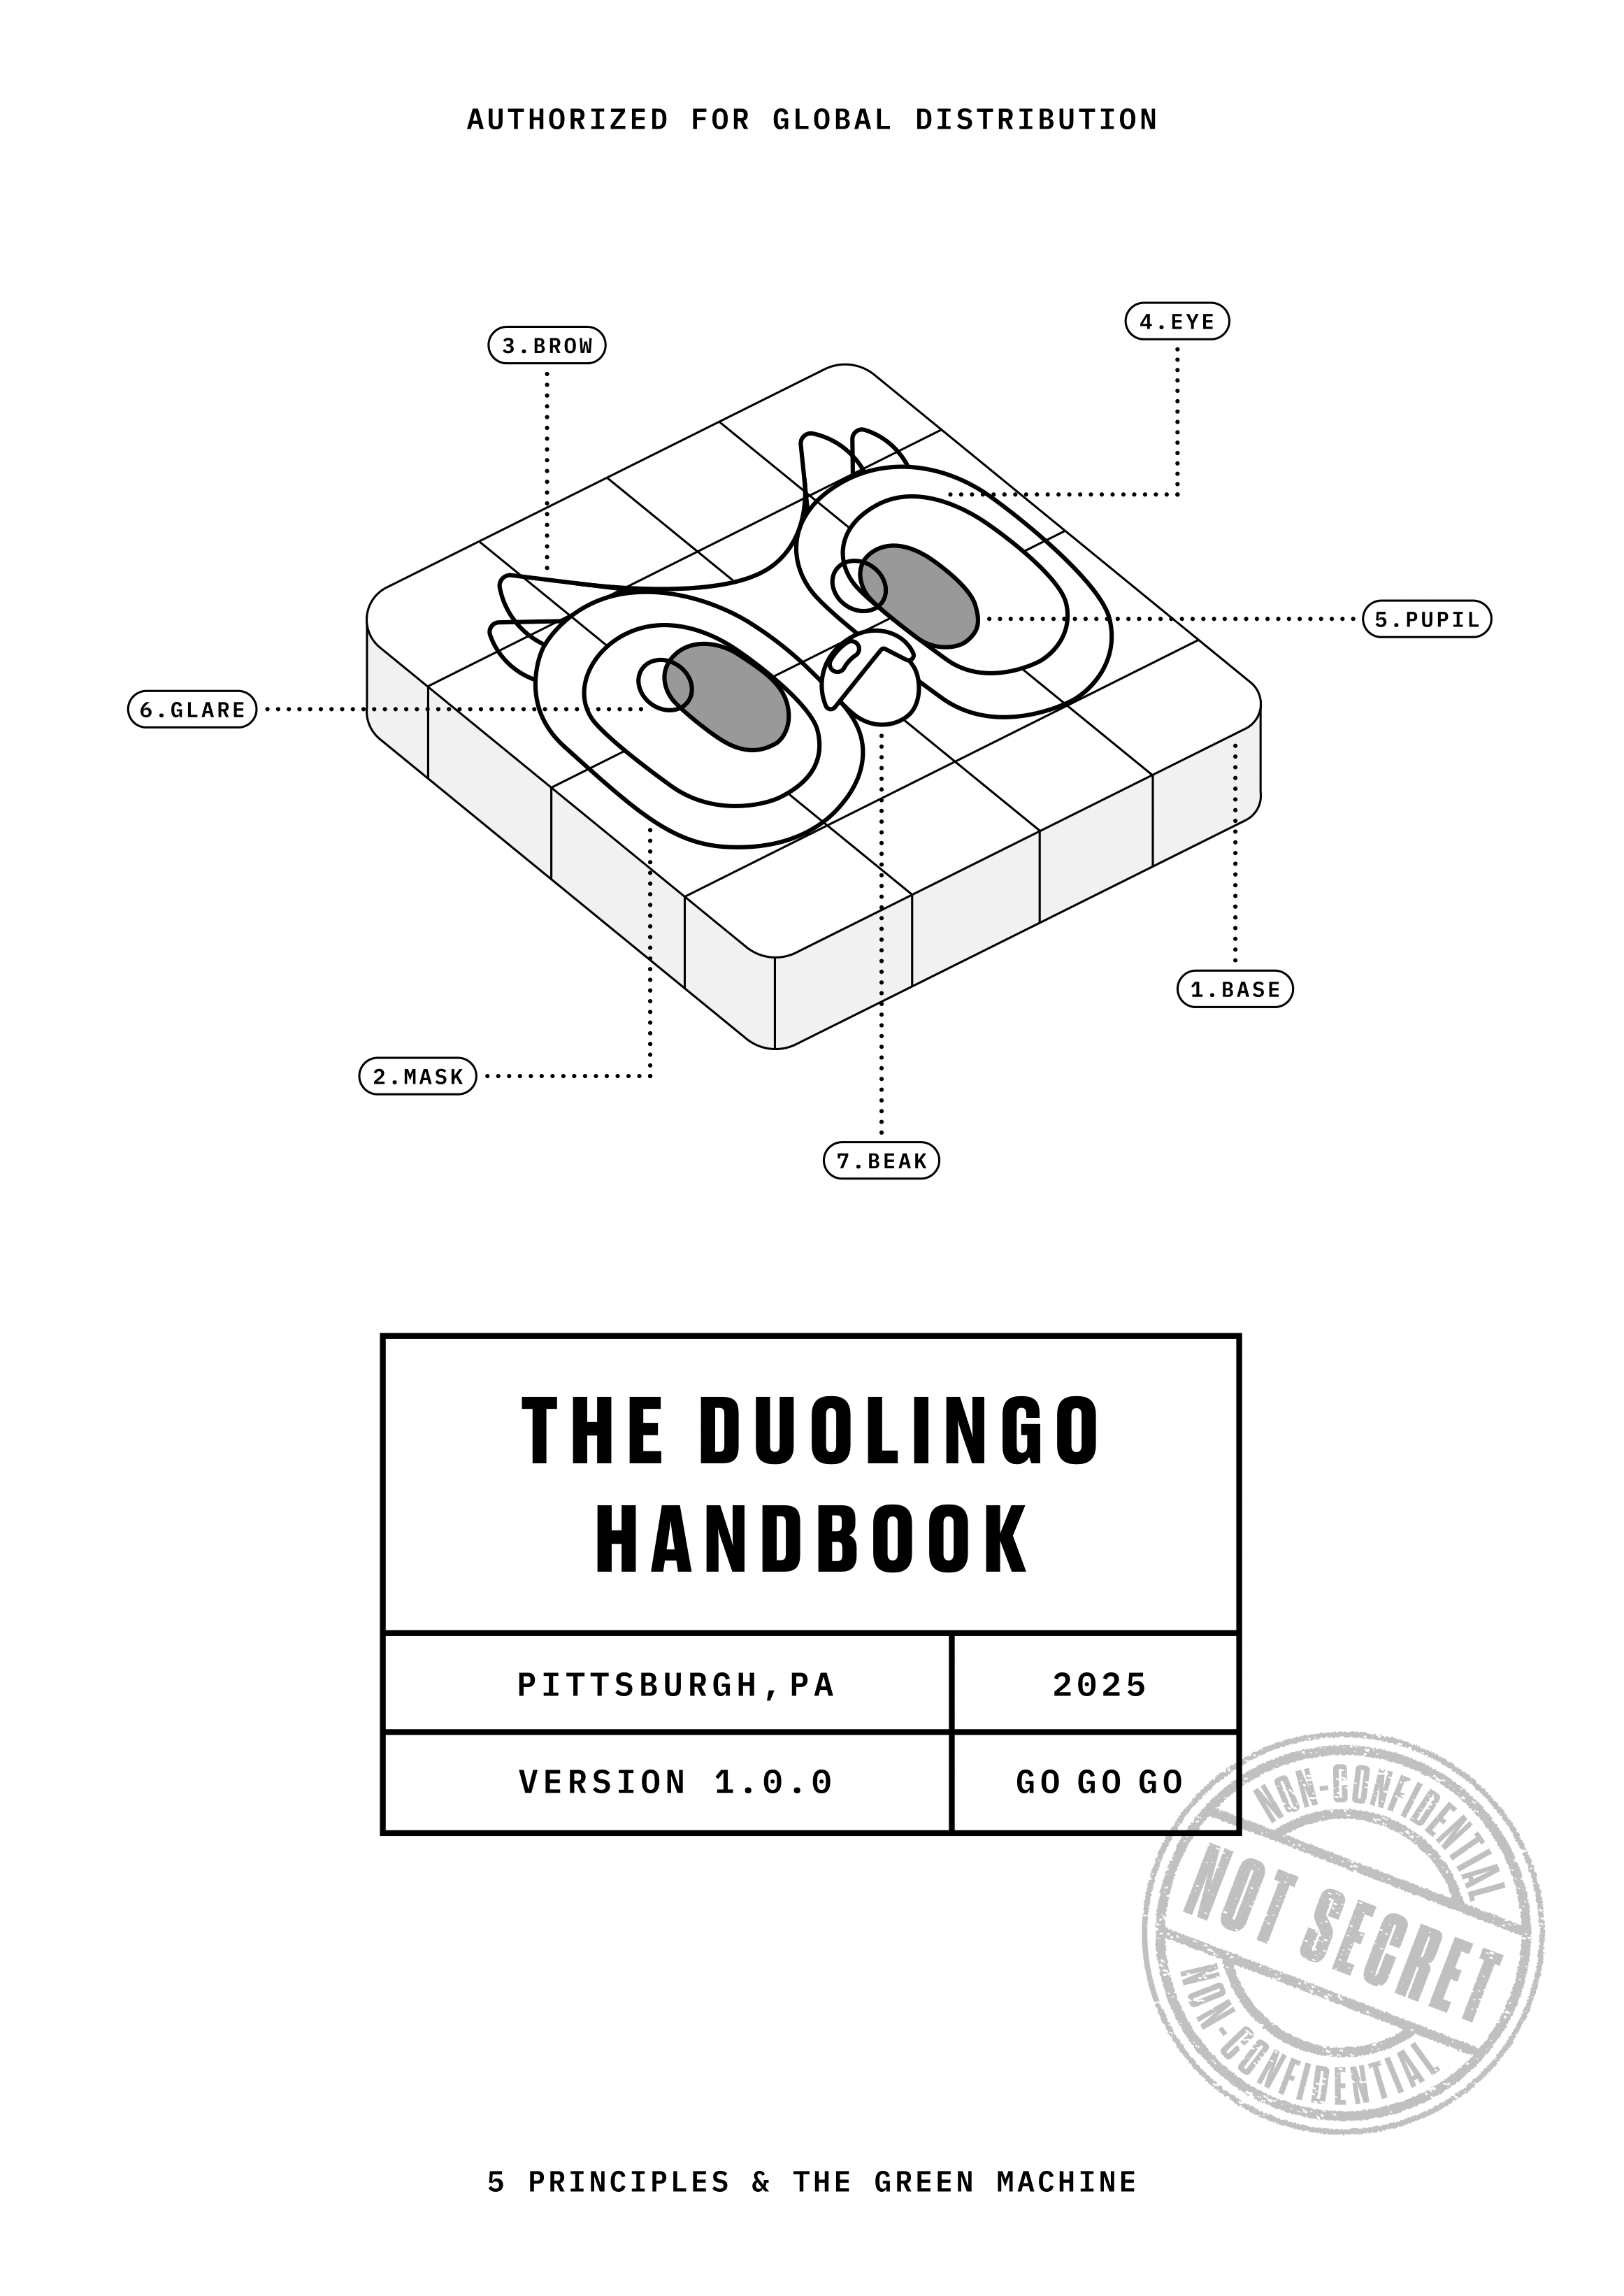 AUTHORIZED FOR GLOBAL DISTRIBUTION
4.EYE
3.BROW
5.PUPIL
6.GLARE
1.BASE
2.MASK
7.BEAK
THE DUOLINGO
HANDBOOK
PITTSBURGH,PA
2025
VERSION 1.0.0
GO GO GO
NON-CONFIDENTIAL
NOT SECRET
NON-CONFIDENTIAL
5 PRINCIPLES & THE GREEN MACHINE